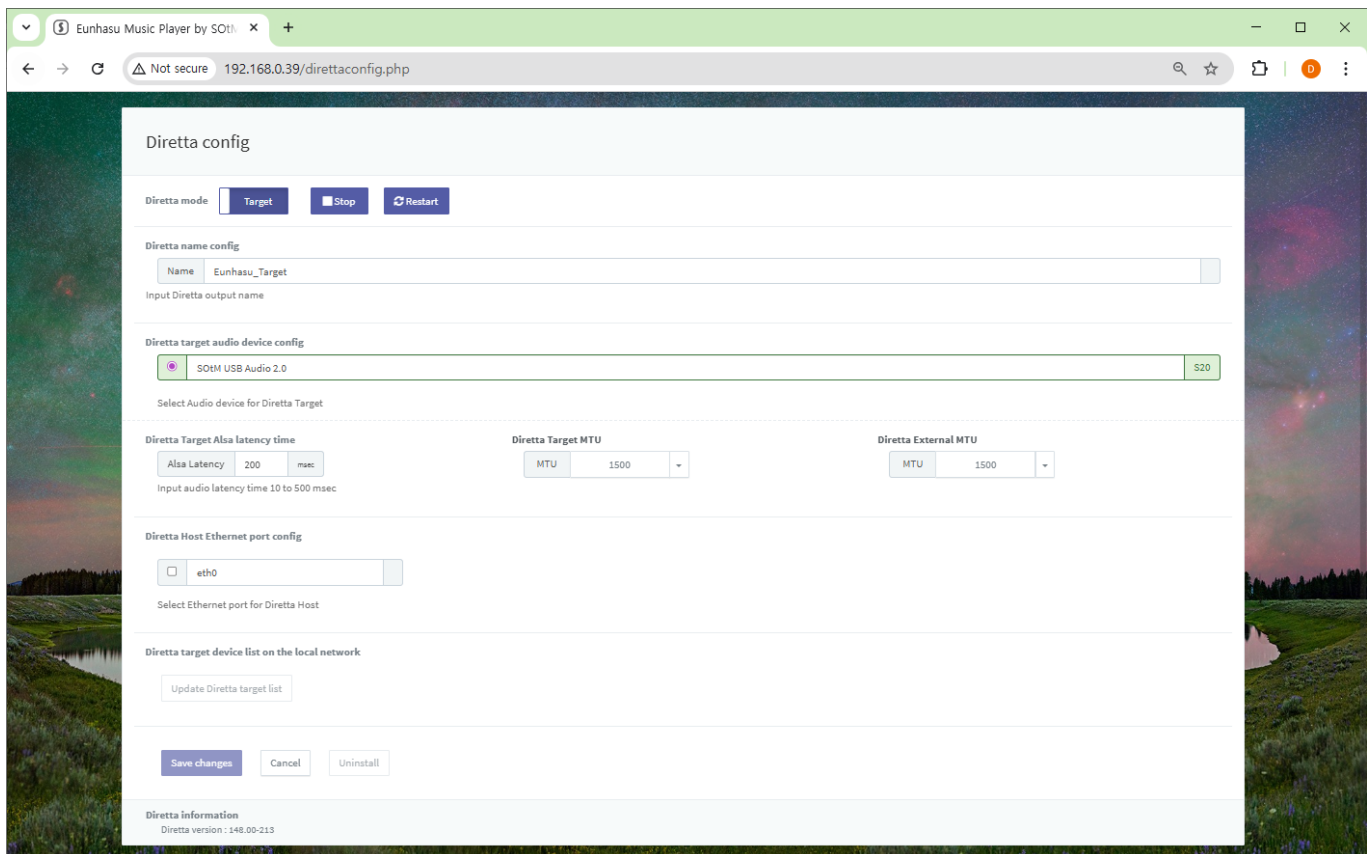 Eunhasu Music Player by SOtM
Not secure 192.168.0.39/direttaconfig.php D
Diretta config
Diretta mode Target Stop Restart
Diretta name config
Name Eunhasu_Target
Input Diretta output name
Diretta target audio device config
SOtM USB Audio 2.0 S20
Select Audio device for Diretta Target
Diretta Target Alsa latency time Diretta Target MTU Diretta External MTU
Alsa Latency 200 msec MTU 1500 MTU 1500
Input audio latency time 10 to 500 msec
Diretta Host Ethernet port config
eth0
Select Ethernet port for Diretta Host
Diretta target device list on the local network
Update Diretta target list
Save changes Cancel Uninstall
Diretta information
Diretta version : 148.00-213